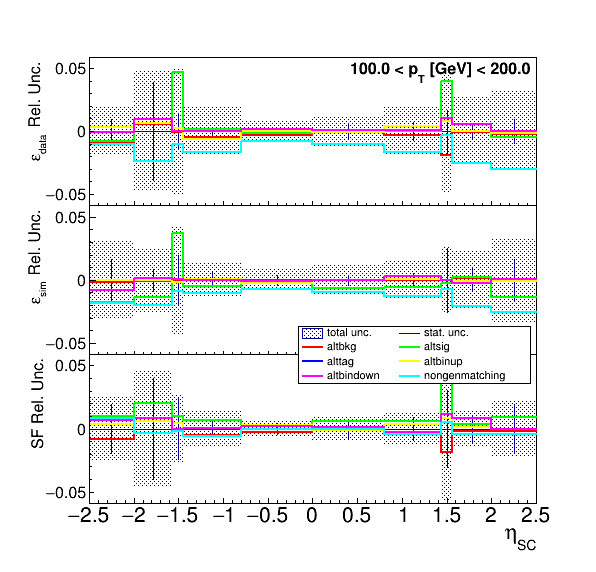 100.0 < p_T [GeV] < 200.0
ε_data Rel. Unc.
0.05
0
−0.05
ε_sim Rel. Unc.
0.05
0
−0.05
total unc. stat. unc.
altbkg altsig
alttag altbinup
altbindown nongenmatching
SF Rel. Unc.
0.05
0
−0.05
−2.5 −2 −1.5 −1 −0.5 0 0.5 1 1.5 2 2.5
η_SC